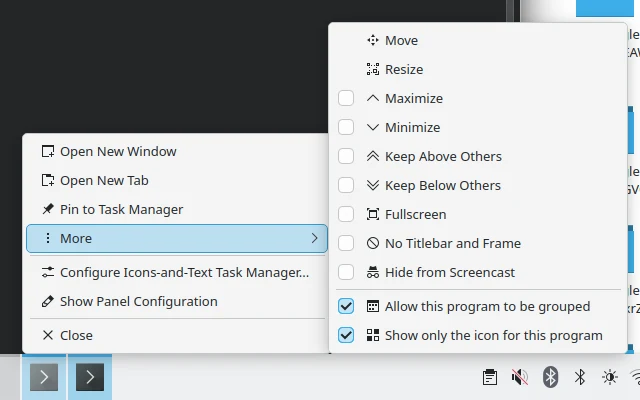 Move
Resize
Maximize
Minimize
Keep Above Others
Keep Below Others
Fullscreen
No Titlebar and Frame
Hide from Screencast
Allow this program to be grouped
Show only the icon for this program
Open New Window
Open New Tab
Pin to Task Manager
More
Configure Icons-and-Text Task Manager...
Show Panel Configuration
Close